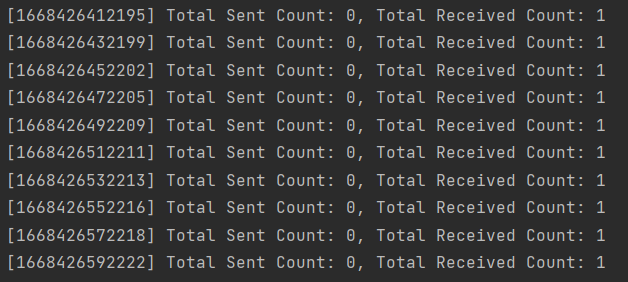 [1668426412195] Total Sent Count: 0, Total Received Count: 1
[1668426432199] Total Sent Count: 0, Total Received Count: 1
[1668426452202] Total Sent Count: 0, Total Received Count: 1
[1668426472205] Total Sent Count: 0, Total Received Count: 1
[1668426492209] Total Sent Count: 0, Total Received Count: 1
[1668426512211] Total Sent Count: 0, Total Received Count: 1
[1668426532213] Total Sent Count: 0, Total Received Count: 1
[1668426552216] Total Sent Count: 0, Total Received Count: 1
[1668426572218] Total Sent Count: 0, Total Received Count: 1
[1668426592222] Total Sent Count: 0, Total Received Count: 1